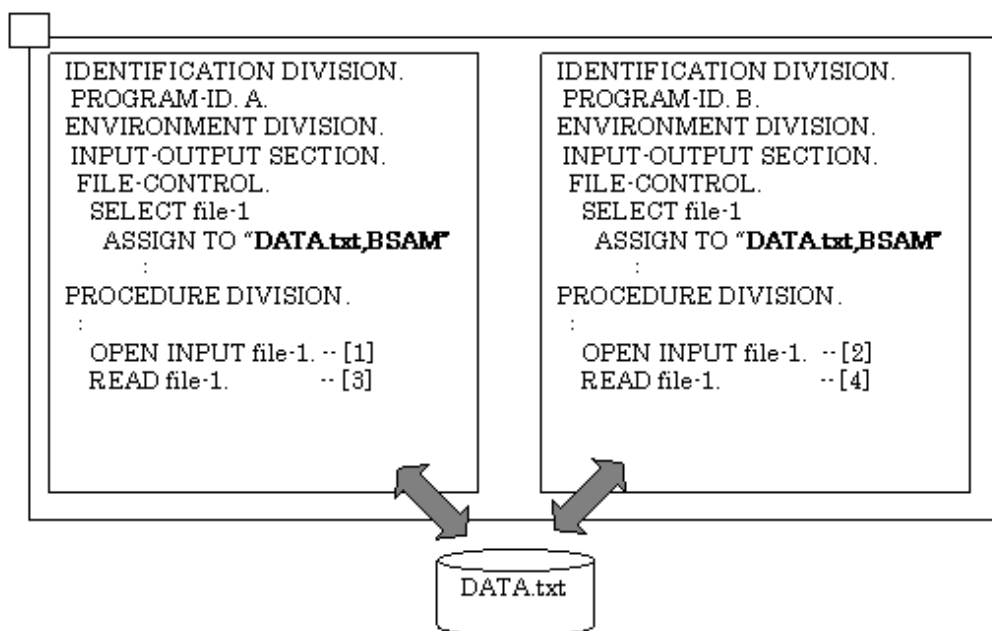 IDENTIFICATION DIVISION.
PROGRAM-ID. A.
ENVIRONMENT DIVISION.
INPUT-OUTPUT SECTION.
FILE-CONTROL.
SELECT file-1
ASSIGN TO “DATA.txt,BSAM”
:
PROCEDURE DIVISION.
:
OPEN INPUT file-1. -- [1]
READ file-1. -- [3]
IDENTIFICATION DIVISION.
PROGRAM-ID. B.
ENVIRONMENT DIVISION.
INPUT-OUTPUT SECTION.
FILE-CONTROL.
SELECT file-1
ASSIGN TO “DATA.txt,BSAM”
:
PROCEDURE DIVISION.
:
OPEN INPUT file-1. -- [2]
READ file-1. -- [4]
DATA.txt